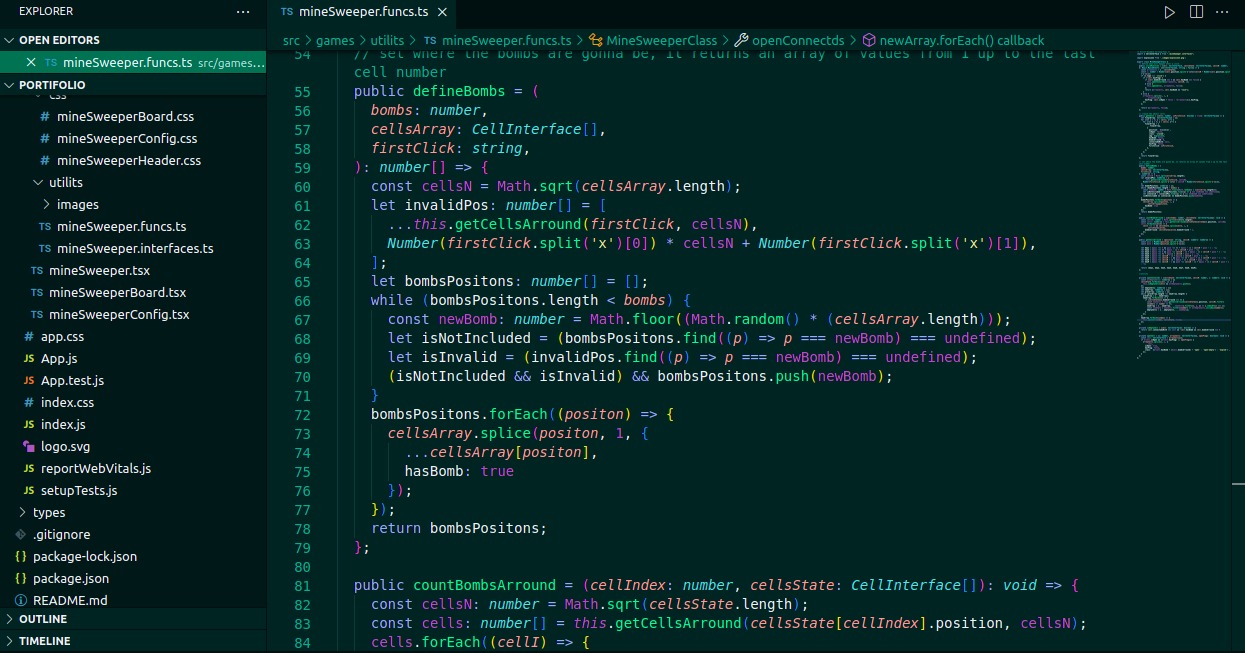 EXPLORER
OPEN EDITORS
mineSweeper.funcs.ts src/games...
PORTIFOLIO
css
mineSweeperBoard.css
mineSweeperConfig.css
mineSweeperHeader.css
utilits
images
TS mineSweeper.funcs.ts
TS mineSweeper.interfaces.ts
TS mineSweeper.tsx
TS mineSweeperBoard.tsx
TS mineSweeperConfig.tsx
# app.css
JS App.js
JS App.test.js
# index.css
JS index.js
logo.svg
JS reportWebVitals.js
JS setupTests.js
types
.gitignore
{} package-lock.json
{} package.json
README.md
OUTLINE
TIMELINE
TS mineSweeper.funcs.ts
src > games > utilits > TS mineSweeper.funcs.ts > MineSweeperClass > openConnectds > newArray.forEach() callback
54 // set where the bombs are gonna be, it returns an array of values from 1 up to the last
cell number
55 public defineBombs = (
56 bombs: number,
57 cellsArray: CellInterface[],
58 firstClick: string,
59 ): number[] => {
60 const cellsN = Math.sqrt(cellsArray.length);
61 let invalidPos: number[] = [
62 ...this.getCellsArround(firstClick, cellsN),
63 Number(firstClick.split('x')[0]) * cellsN + Number(firstClick.split('x')[1]),
64 ];
65 let bombsPositons: number[] = [];
66 while (bombsPositons.length < bombs) {
67 const newBomb: number = Math.floor((Math.random() * (cellsArray.length)));
68 let isNotIncluded = (bombsPositons.find((p) => p === newBomb) === undefined);
69 let isInvalid = (invalidPos.find((p) => p === newBomb) === undefined);
70 (isNotIncluded && isInvalid) && bombsPositons.push(newBomb);
71 }
72 bombsPositons.forEach((positon) => {
73 cellsArray.splice(positon, 1, {
74 ...cellsArray[positon],
75 hasBomb: true
76 });
77 });
78 return bombsPositons;
79 };
80
81 public countBombsArround = (cellIndex: number, cellsState: CellInterface[]): void => {
82 const cellsN: number = Math.sqrt(cellsState.length);
83 const cells: number[] = this.getCellsArround(cellsState[cellIndex].position, cellsN);
84 cells.forEach((cellI) => {